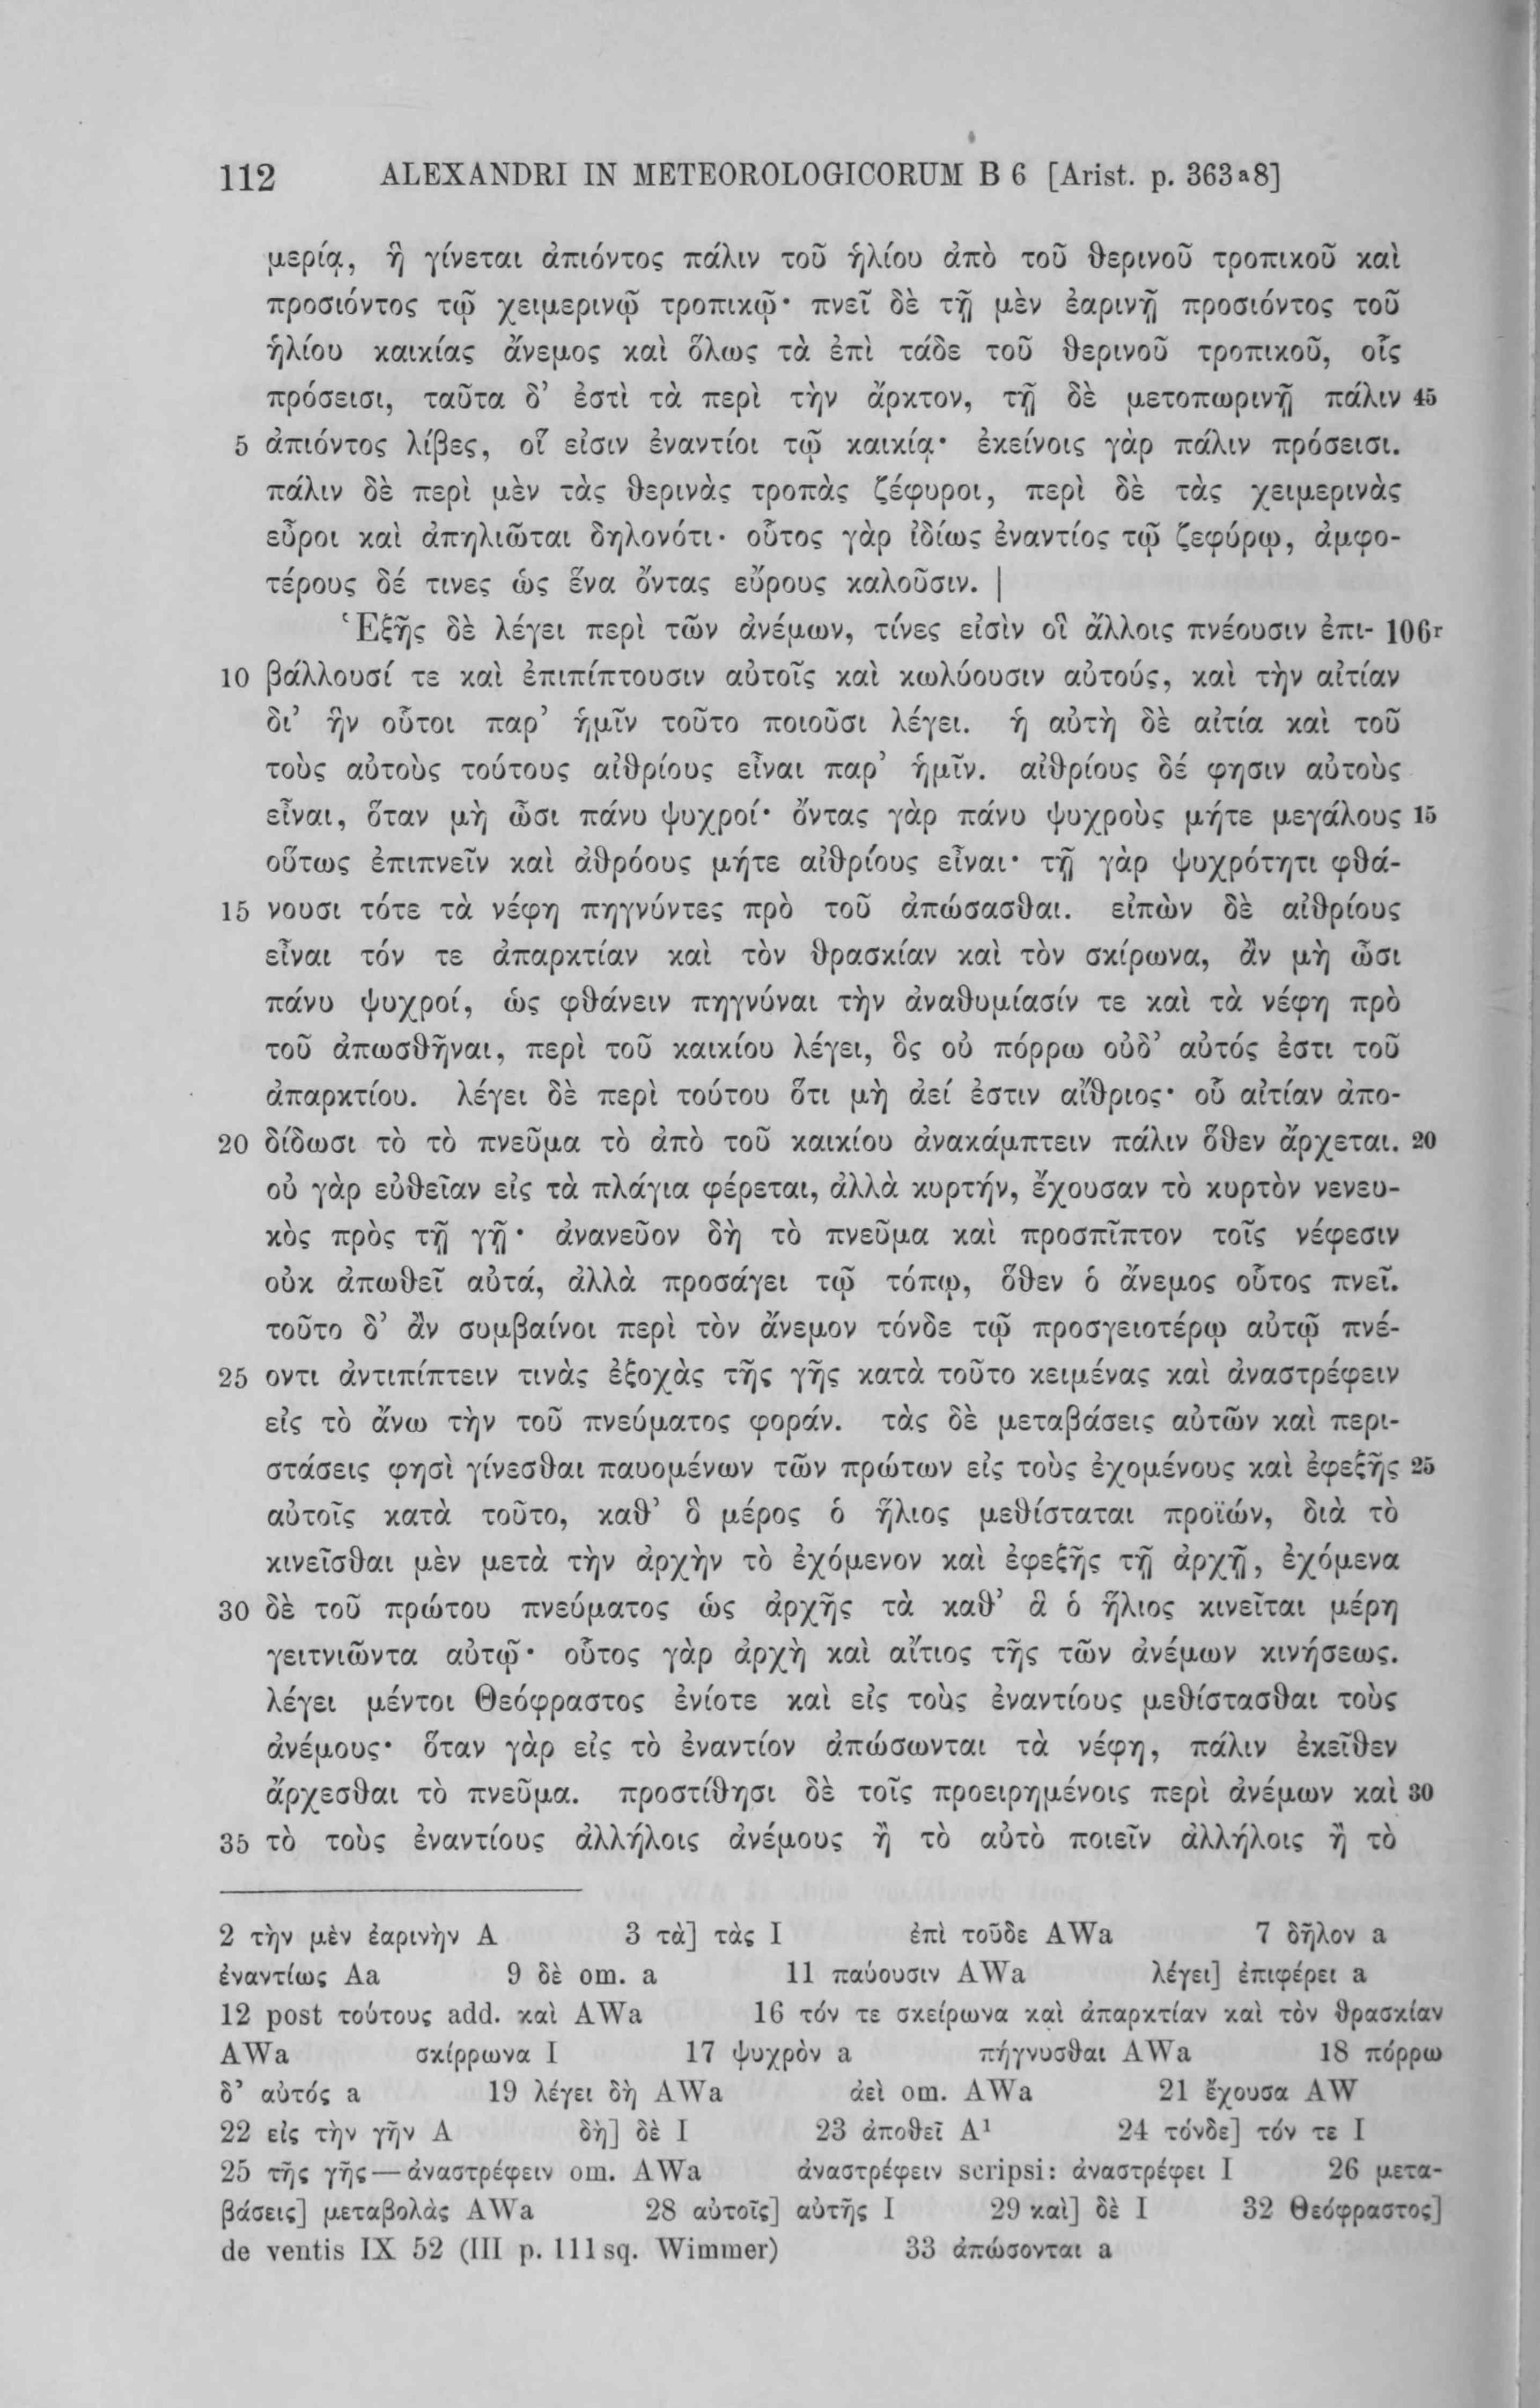 112 ALEXANDRI IN METEOROLOGICORUM B 6 [Arist. p. 363 a 8]
μερίᾳ, ἣ γίνεται ἀπιόντος πάλιν τοῦ ἡλίου ἀπὸ τοῦ θερινοῦ τροπικοῦ καὶ
προσιόντος τῷ χειμερινῷ τροπικῷ· πνεῖ δὲ τῇ μὲν ἐαρινῇ προσιόντος τοῦ
ἡλίου καικίας ἄνεμος καὶ ὅλως τὰ ἐπὶ τάδε τοῦ θερινοῦ τροπικοῦ, οἷς
πρόσεισι, ταῦτα δ’ ἐστὶ τὰ περὶ τὴν ἄρκτον, τῇ δὲ μετοπωρινῇ πάλιν 45
5 ἀπιόντος λίβες, οἵ εἰσιν ἐναντίοι τῷ καικίᾳ· ἐκείνοις γὰρ πάλιν πρόσεισι.
πάλιν δὲ περὶ μὲν τὰς θερινὰς τροπὰς ζέφυροι, περὶ δὲ τὰς χειμερινὰς
εὖροι καὶ ἀπηλιῶται δηλονότι· οὗτος γὰρ ἰδίως ἐναντίος τῷ ζεφύρῳ, ἀμφο-
τέρους δέ τινες ὡς ἕνα ὄντας εὔρους καλοῦσιν. |
Ἑξῆς δὲ λέγει περὶ τῶν ἀνέμων, τίνες εἰσὶν οἳ ἄλλοις πνέουσιν ἐπι- 106r
10 βάλλουσί τε καὶ ἐπιπίπτουσιν αὐτοῖς καὶ κωλύουσιν αὐτούς, καὶ τὴν αἰτίαν
δι’ ἣν οὗτοι παρ’ ἡμῖν τοῦτο ποιοῦσι λέγει. ἡ αὐτὴ δὲ αἰτία καὶ τοῦ
τοὺς αὐτοὺς τούτους αἰθρίους εἶναι παρ’ ἡμῖν. αἰθρίους δέ φησιν αὐτοὺς
εἶναι, ὅταν μὴ ὦσι πάνυ ψυχροί· ὄντας γὰρ πάνυ ψυχροὺς μήτε μεγάλους 15
οὕτως ἐπιπνεῖν καὶ ἀθρόους μήτε αἰθρίους εἶναι· τῇ γὰρ ψυχρότητι φθά-
15 νουσι τότε τὰ νέφη πηγνύντες πρὸ τοῦ ἀπώσασθαι. εἰπὼν δὲ αἰθρίους
εἶναι τόν τε ἀπαρκτίαν καὶ τὸν θρασκίαν καὶ τὸν σκίρωνα, ἂν μὴ ὦσι
πάνυ ψυχροί, ὡς φθάνειν πηγνύναι τὴν ἀναθυμίασίν τε καὶ τὰ νέφη πρὸ
τοῦ ἀπωσθῆναι, περὶ τοῦ καικίου λέγει, ὃς οὐ πόρρω οὐδ’ αὐτός ἐστι τοῦ
ἀπαρκτίου. λέγει δὲ περὶ τούτου ὅτι μὴ ἀεί ἐστιν αἴθριος· οὗ αἰτίαν ἀπο-
20 δίδωσι τὸ τὸ πνεῦμα τὸ ἀπὸ τοῦ καικίου ἀνακάμπτειν πάλιν ὅθεν ἄρχεται. 20
οὐ γὰρ εὐθεῖαν εἰς τὰ πλάγια φέρεται, ἀλλὰ κυρτήν, ἔχουσαν τὸ κυρτὸν νενευ-
κὸς πρὸς τῇ γῇ· ἀνανεῦον δὴ τὸ πνεῦμα καὶ προσπῖπτον τοῖς νέφεσιν
οὐκ ἀπωθεῖ αὐτά, ἀλλὰ προσάγει τῷ τόπῳ, ὅθεν ὁ ἄνεμος οὗτος πνεῖ.
τοῦτο δ’ ἂν συμβαίνοι περὶ τὸν ἄνεμον τόνδε τῷ προσγειοτέρῳ αὐτῷ πνέ-
25 οντι ἀντιπίπτειν τινὰς ἐξοχὰς τῆς γῆς κατὰ τοῦτο κειμένας καὶ ἀναστρέφειν
εἰς τὸ ἄνω τὴν τοῦ πνεύματος φοράν. τὰς δὲ μεταβάσεις αὐτῶν καὶ περι-
στάσεις φησὶ γίνεσθαι παυομένων τῶν πρώτων εἰς τοὺς ἐχομένους καὶ ἐφεξῆς 25
αὐτοῖς κατὰ τοῦτο, καθ’ ὃ μέρος ὁ ἥλιος μεθίσταται προϊών, διὰ τὸ
κινεῖσθαι μὲν μετὰ τὴν ἀρχὴν τὸ ἐχόμενον καὶ ἐφεξῆς τῇ ἀρχῇ, ἐχόμενα
30 δὲ τοῦ πρώτου πνεύματος ὡς ἀρχῆς τὰ καθ’ ἃ ὁ ἥλιος κινεῖται μέρη
γειτνιῶντα αὐτῷ· οὗτος γὰρ ἀρχὴ καὶ αἴτιος τῆς τῶν ἀνέμων κινήσεως.
λέγει μέντοι Θεόφραστος ἐνίοτε καὶ εἰς τοὺς ἐναντίους μεθίστασθαι τοὺς
ἀνέμους· ὅταν γὰρ εἰς τὸ ἐναντίον ἀπώσωνται τὰ νέφη, πάλιν ἐκεῖθεν
ἄρχεσθαι τὸ πνεῦμα. προστίθησι δὲ τοῖς προειρημένοις περὶ ἀνέμων καὶ 30
35 τὸ τοὺς ἐναντίους ἀλλήλοις ἀνέμους ἢ τὸ αὐτὸ ποιεῖν ἀλλήλοις ἢ τὸ
2 τὴν μὲν ἐαρινὴν A 3 τὰ] τὰς I ἐπὶ τοῦδε AWa 7 δῆλον a
ἐναντίως Aa 9 δὲ om. a 11 παύουσιν AWa λέγει] ἐπιφέρει a
12 post τούτους add. καὶ AWa 16 τόν τε σκείρωνα καὶ ἀπαρκτίαν καὶ τὸν θρασκίαν
AWa σκίρρωνα I 17 ψυχρὸν a πήγνυσθαι AWa 18 πόρρω
δ’ αὐτός a 19 λέγει δὴ AWa ἀεὶ om. AWa 21 ἔχουσα AW
22 εἰς τὴν γῆν A δὴ] δὲ I 23 ἀποθεῖ A¹ 24 τόνδε] τόν τε I
25 τῆς γῆς — ἀναστρέφειν om. AWa ἀναστρέφειν scripsi: ἀναστρέφει I 26 μετα-
βάσεις] μεταβολὰς AWa 28 αὐτοῖς] αὐτῆς I 29 καὶ] δὲ I 32 Θεόφραστος]
de ventis IX 52 (III p. 111 sq. Wimmer) 33 ἀπώσονται a